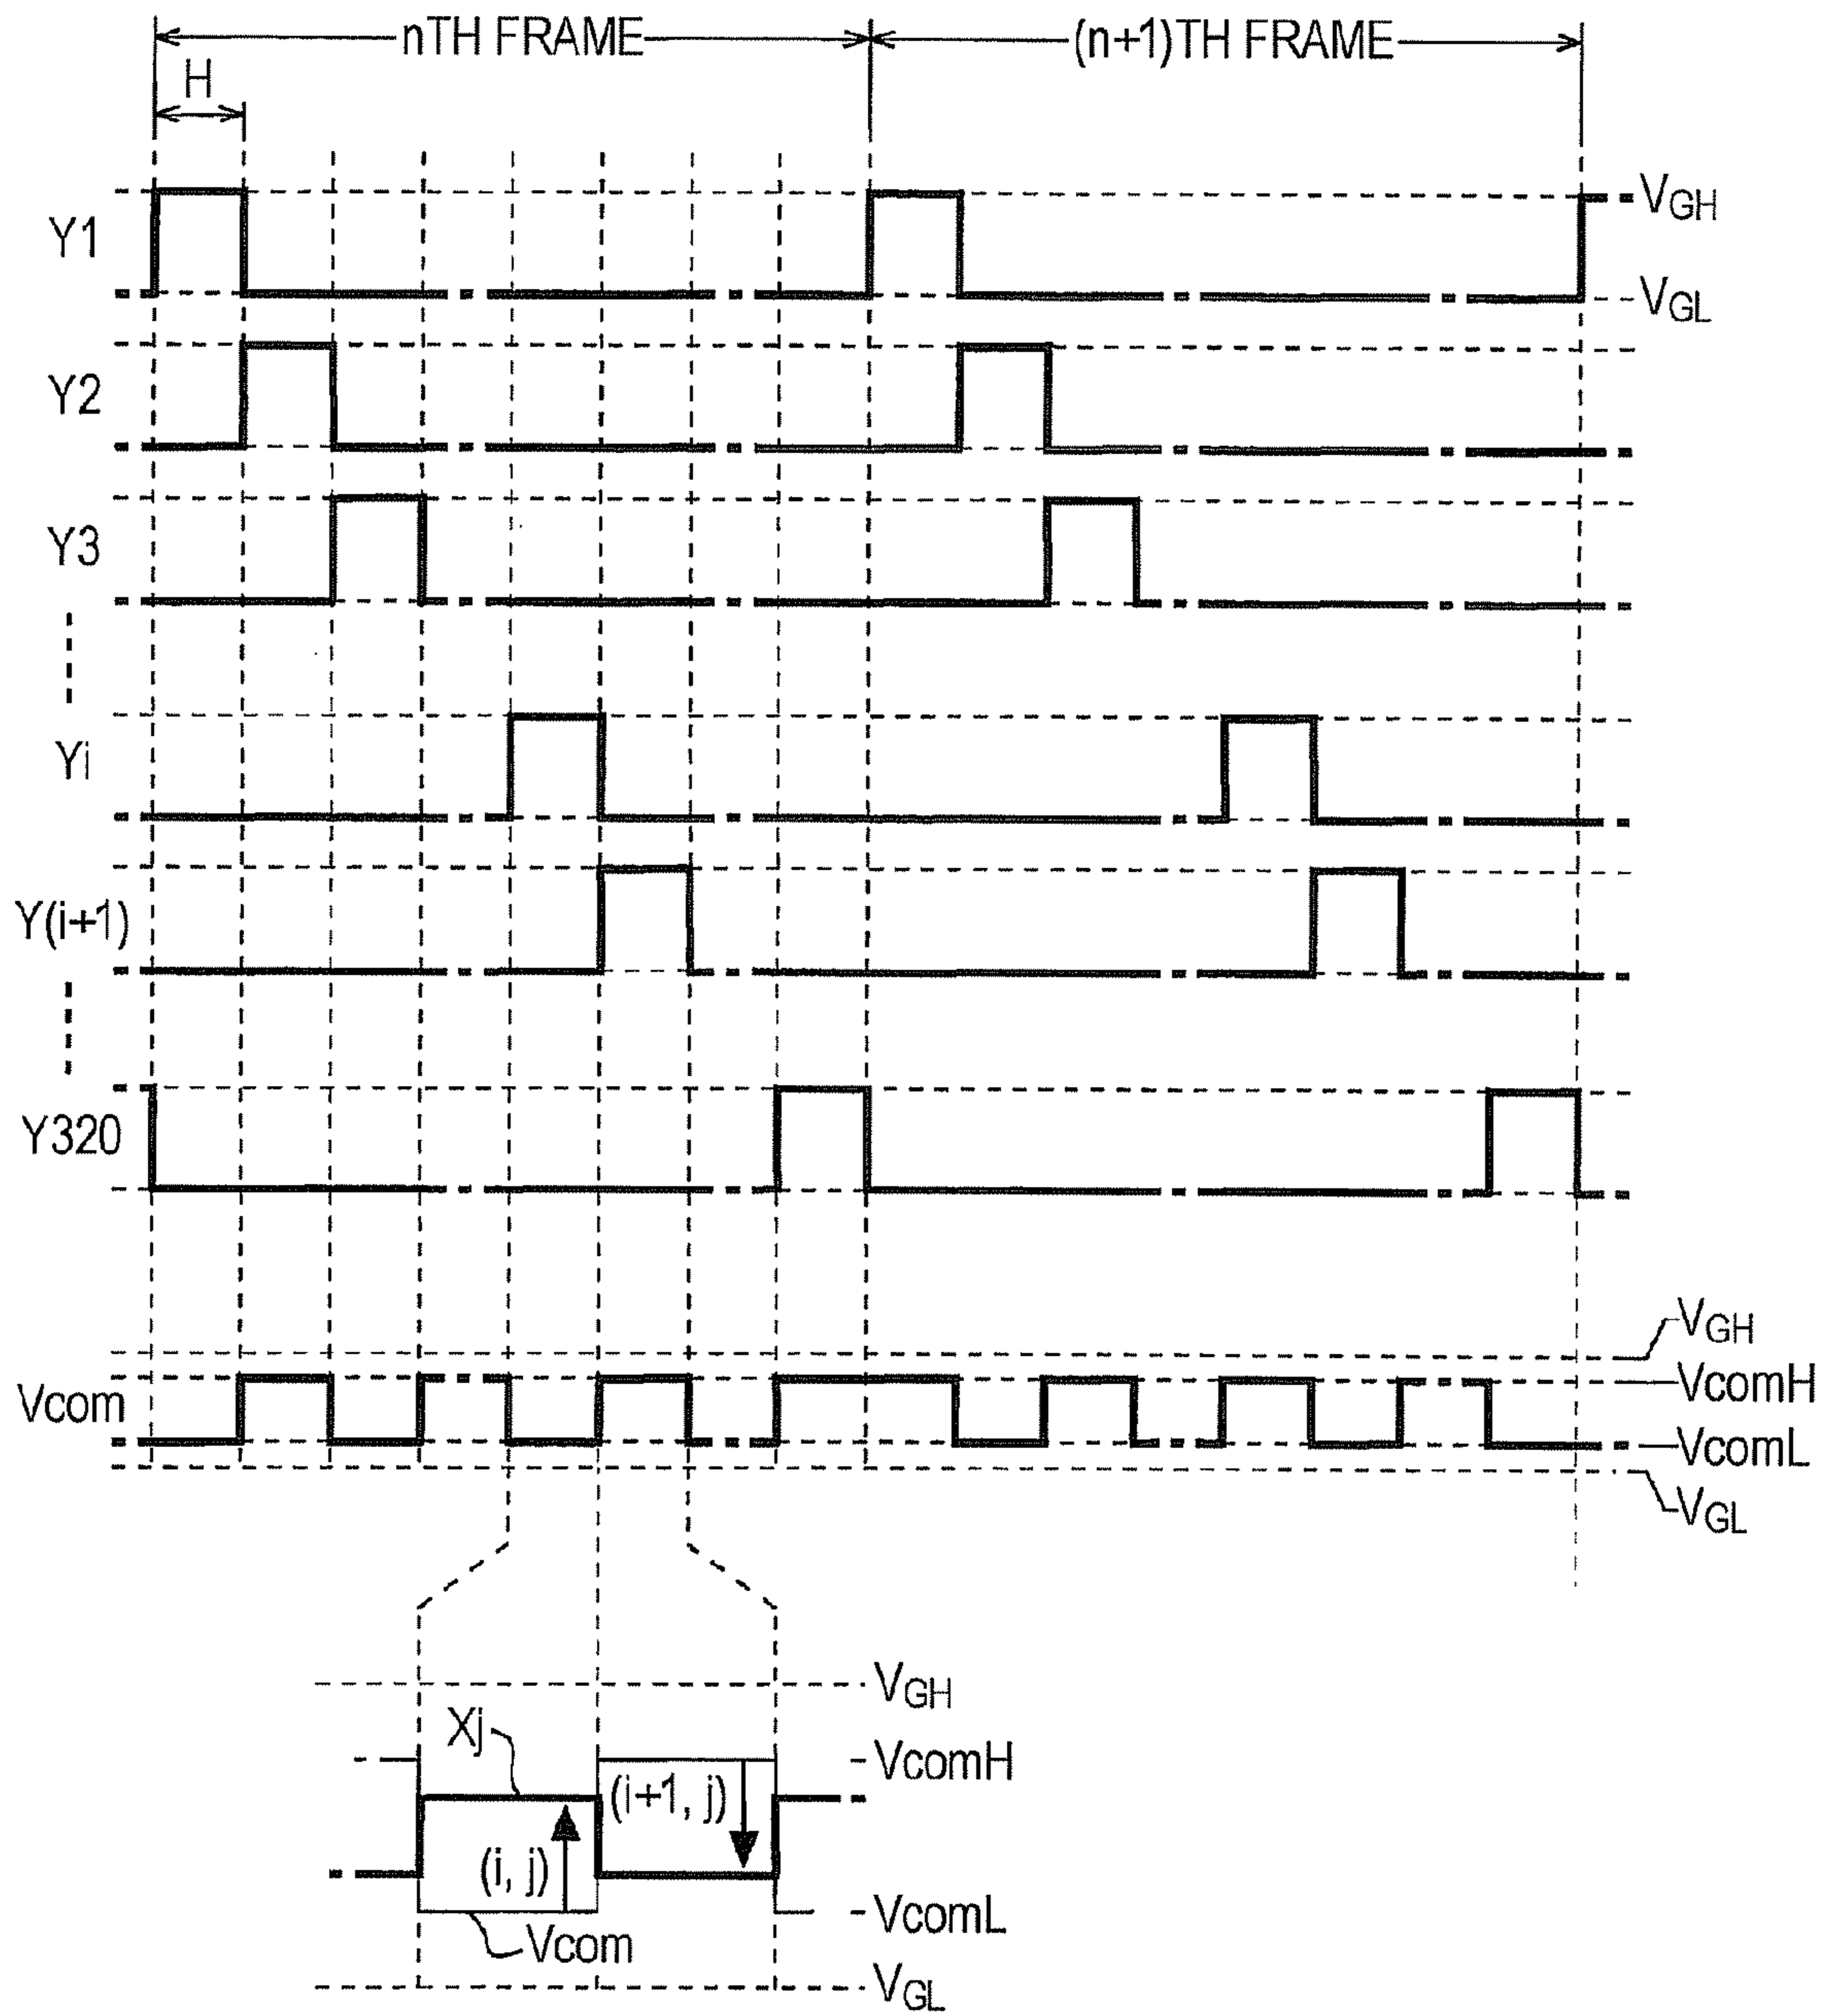 nTH FRAME
(n+1)TH FRAME
H
Y1
VGH
VGL
Y2
Y3
Yi
Y(i+1)
Y320
VGH
Vcom
VcomH
VcomL
VGL
VGH
Xj
VcomH
(i+1, j)
(i, j)
VcomL
Vcom
VGL